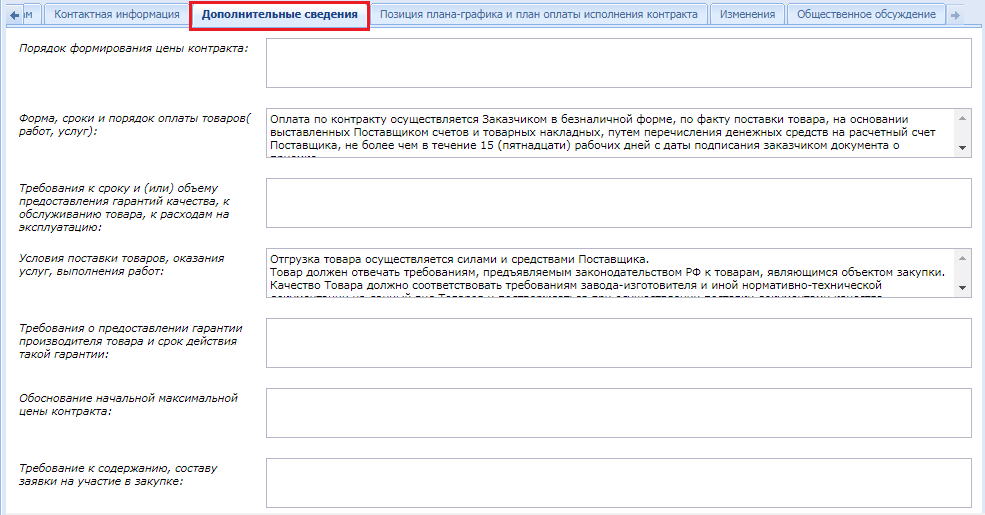 ам
Контактная информация
Дополнительные сведения
Позиция плана-графика и план оплаты исполнения контракта
Изменения
Общественное обсуждение
Порядок формирования цены контракта:
Форма, сроки и порядок оплаты товаров(
работ, услуг):
Оплата по контракту осуществляется Заказчиком в безналичной форме, по факту поставки товара, на основании
выставленных Поставщиком счетов и товарных накладных, путем перечисления денежных средств на расчетный счет
Поставщика, не более чем в течение 15 (пятнадцати) рабочих дней с даты подписания заказчиком документа о
Требования к сроку и (или) объему
предоставления гарантий качества, к
обслуживанию товара, к расходам на
эксплуатацию:
Условия поставки товаров, оказания
услуг, выполнения работ:
Отгрузка товара осуществляется силами и средствами Поставщика.
Товар должен отвечать требованиям, предъявляемым законодательством РФ к товарам, являющимся объектом закупки.
Качество Товара должно соответствовать требованиям завода-изготовителя и иной нормативно-технической
Требования о предоставлении гарантии
производителя товара и срок действия
такой гарантии:
Обоснование начальной максимальной
цены контракта:
Требование к содержанию, составу
заявки на участие в закупке: